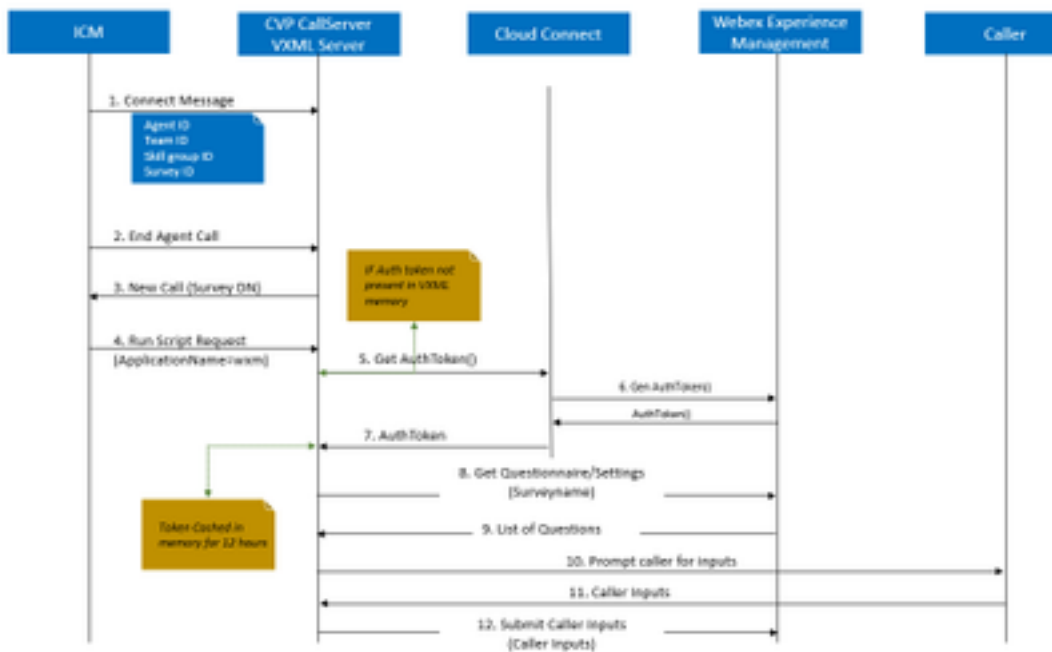 ICM
CVP CallServer
VXML Server
Cloud Connect
Webex Experience
Management
Caller
1. Connect Message
Agent ID
Team ID
Skill group ID
Survey ID
2. End Agent Call
IF Auth token not
present in VXML
memory
3. New Call (Survey DN)
4. Run Script Request
(ApplicationName=wxm)
5. Get AuthToken()
6. Gen AuthToken()
AuthToken()
7. AuthToken
8. Get Questionnaire/Settings
(Surveyname)
Token Cached in
memory for 12 hours
9. List of Questions
10. Prompt caller for inputs
11. Caller Inputs
12. Submit Caller Inputs
(Caller Inputs)